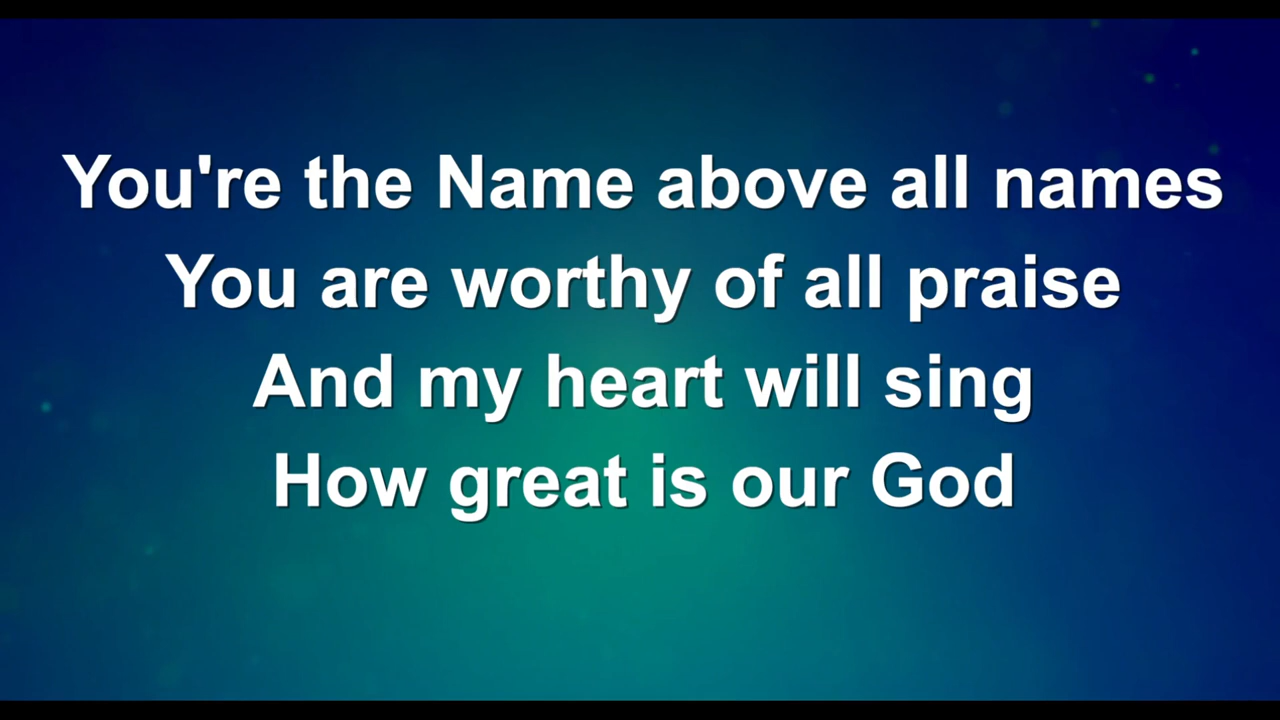 You're the Name above all names
You are worthy of all praise
And my heart will sing
How great is our God